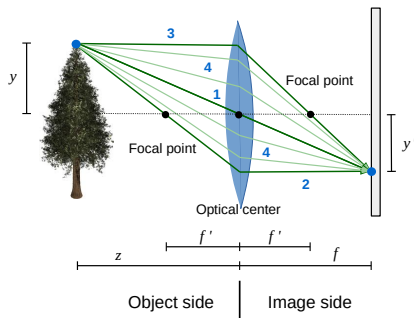 3
4
y
1
Focal point
Focal point
y
4
2
Optical center
f ' f '
z f
Object side Image side